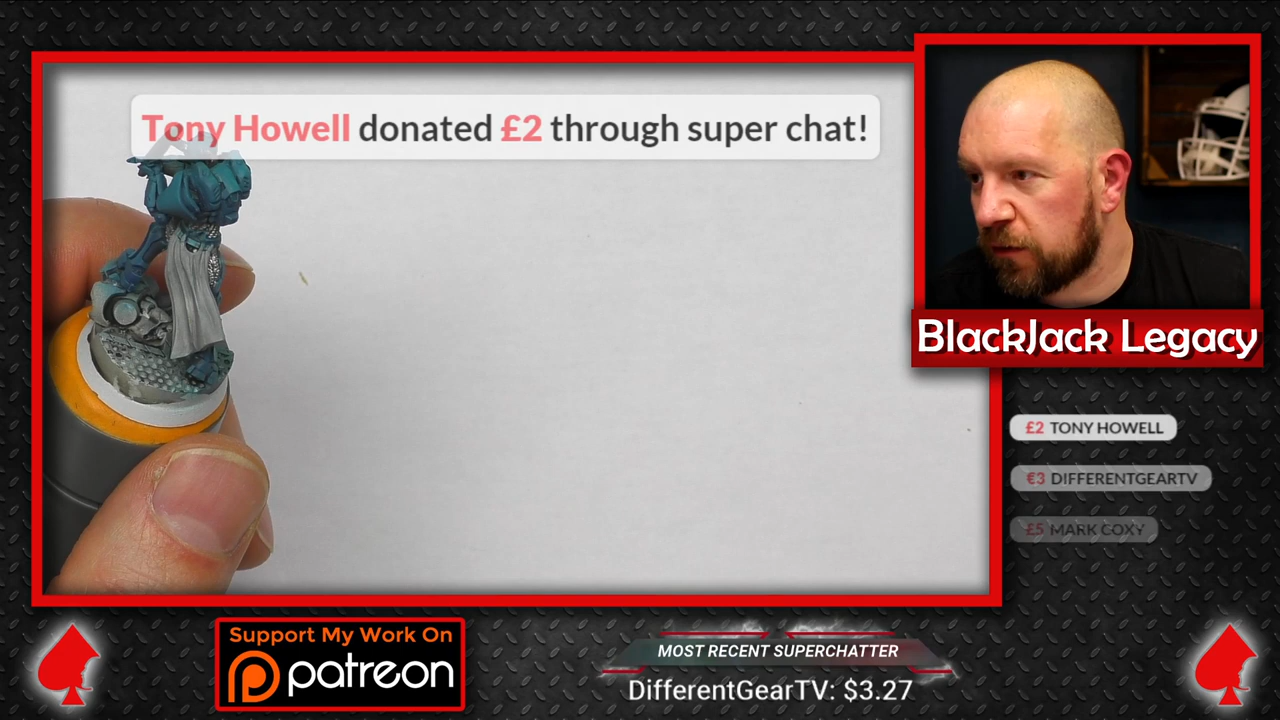 Tony Howell donated £2 through super chat!
BlackJack Legacy
£2 TONY HOWELL
€3 DIFFERENTGEARTV
£5 MARK COXY
Support My Work On
patreon
MOST RECENT SUPERCHATTER
DifferentGearTV: $3.27